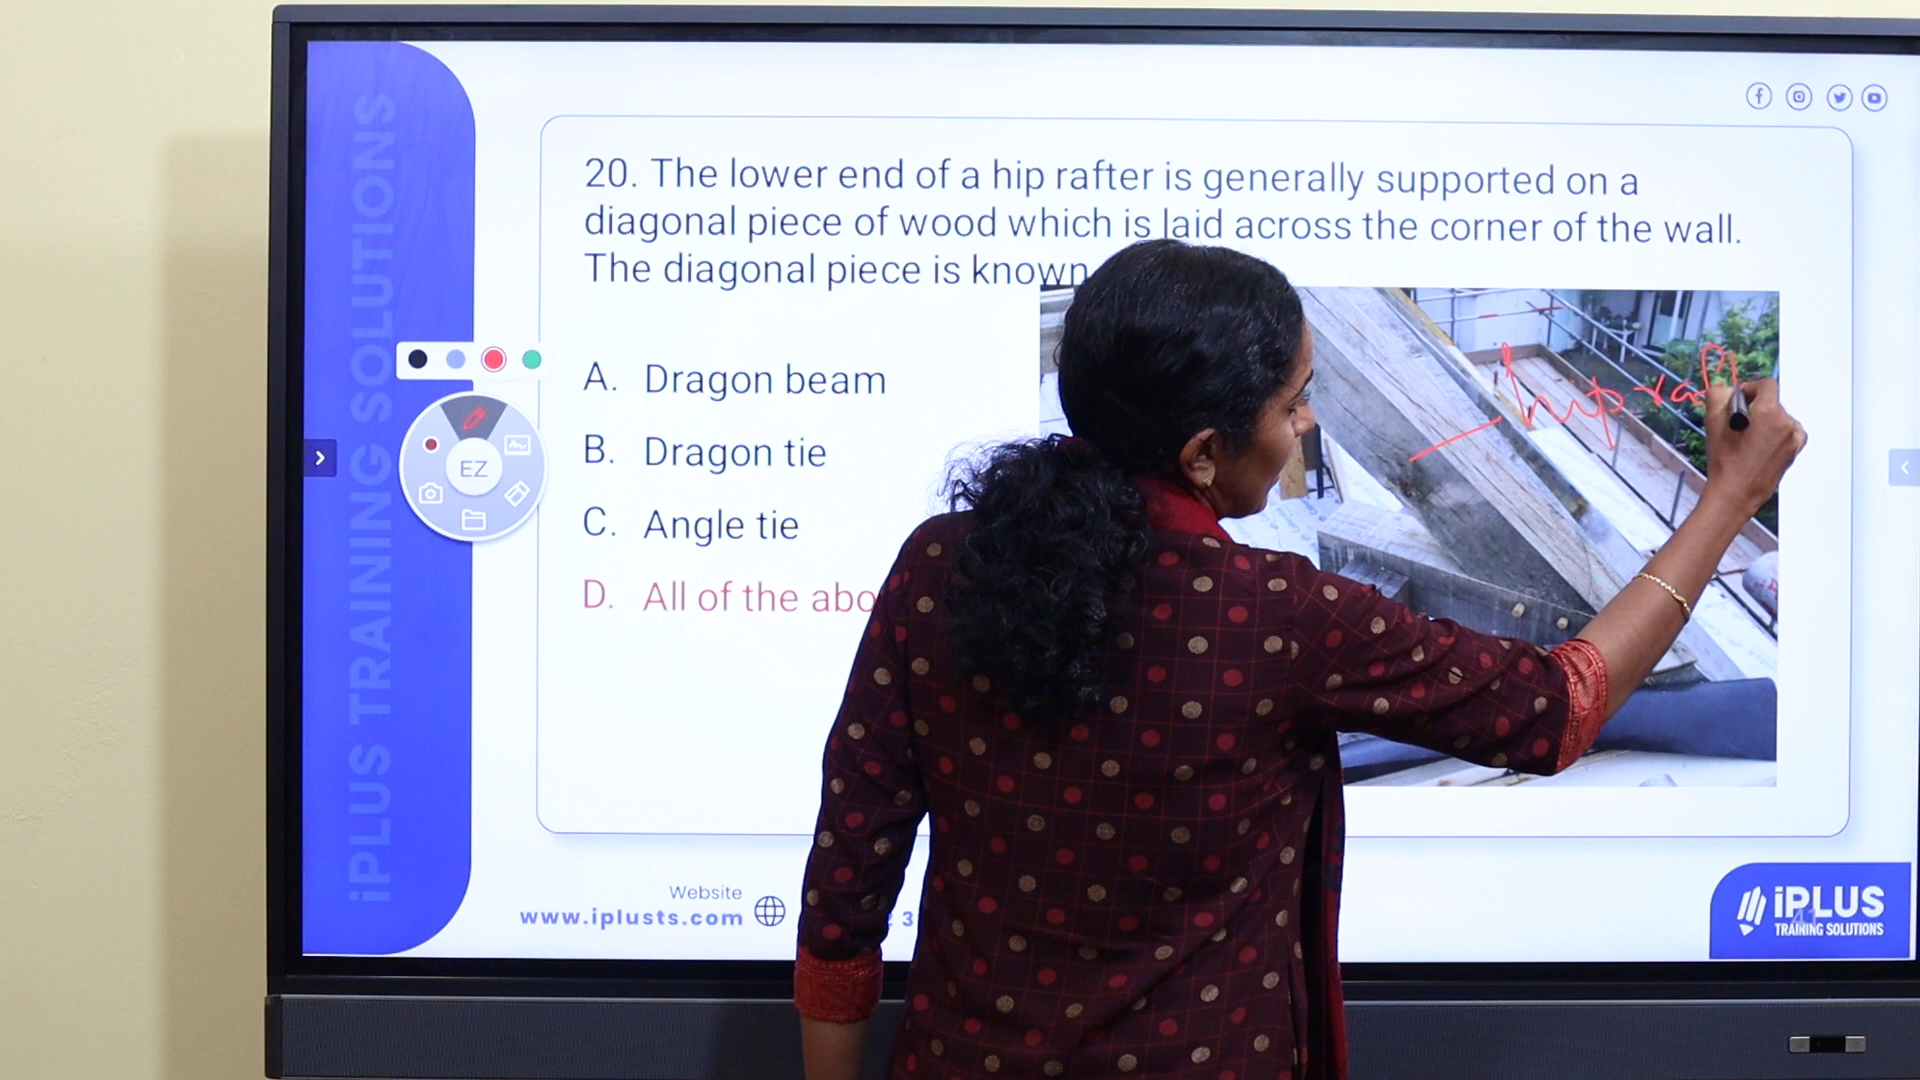 20. The lower end of a hip rafter is generally supported on a
diagonal piece of wood which is laid across the corner of the wall.
The diagonal piece is known
A. Dragon beam
B. Dragon tie
C. Angle tie
D. All of the abo
hip raf
EZ
iPLUS TRAINING SOLUTIONS
Website
www.iplusts.com
iPLUS
TRAINING SOLUTIONS